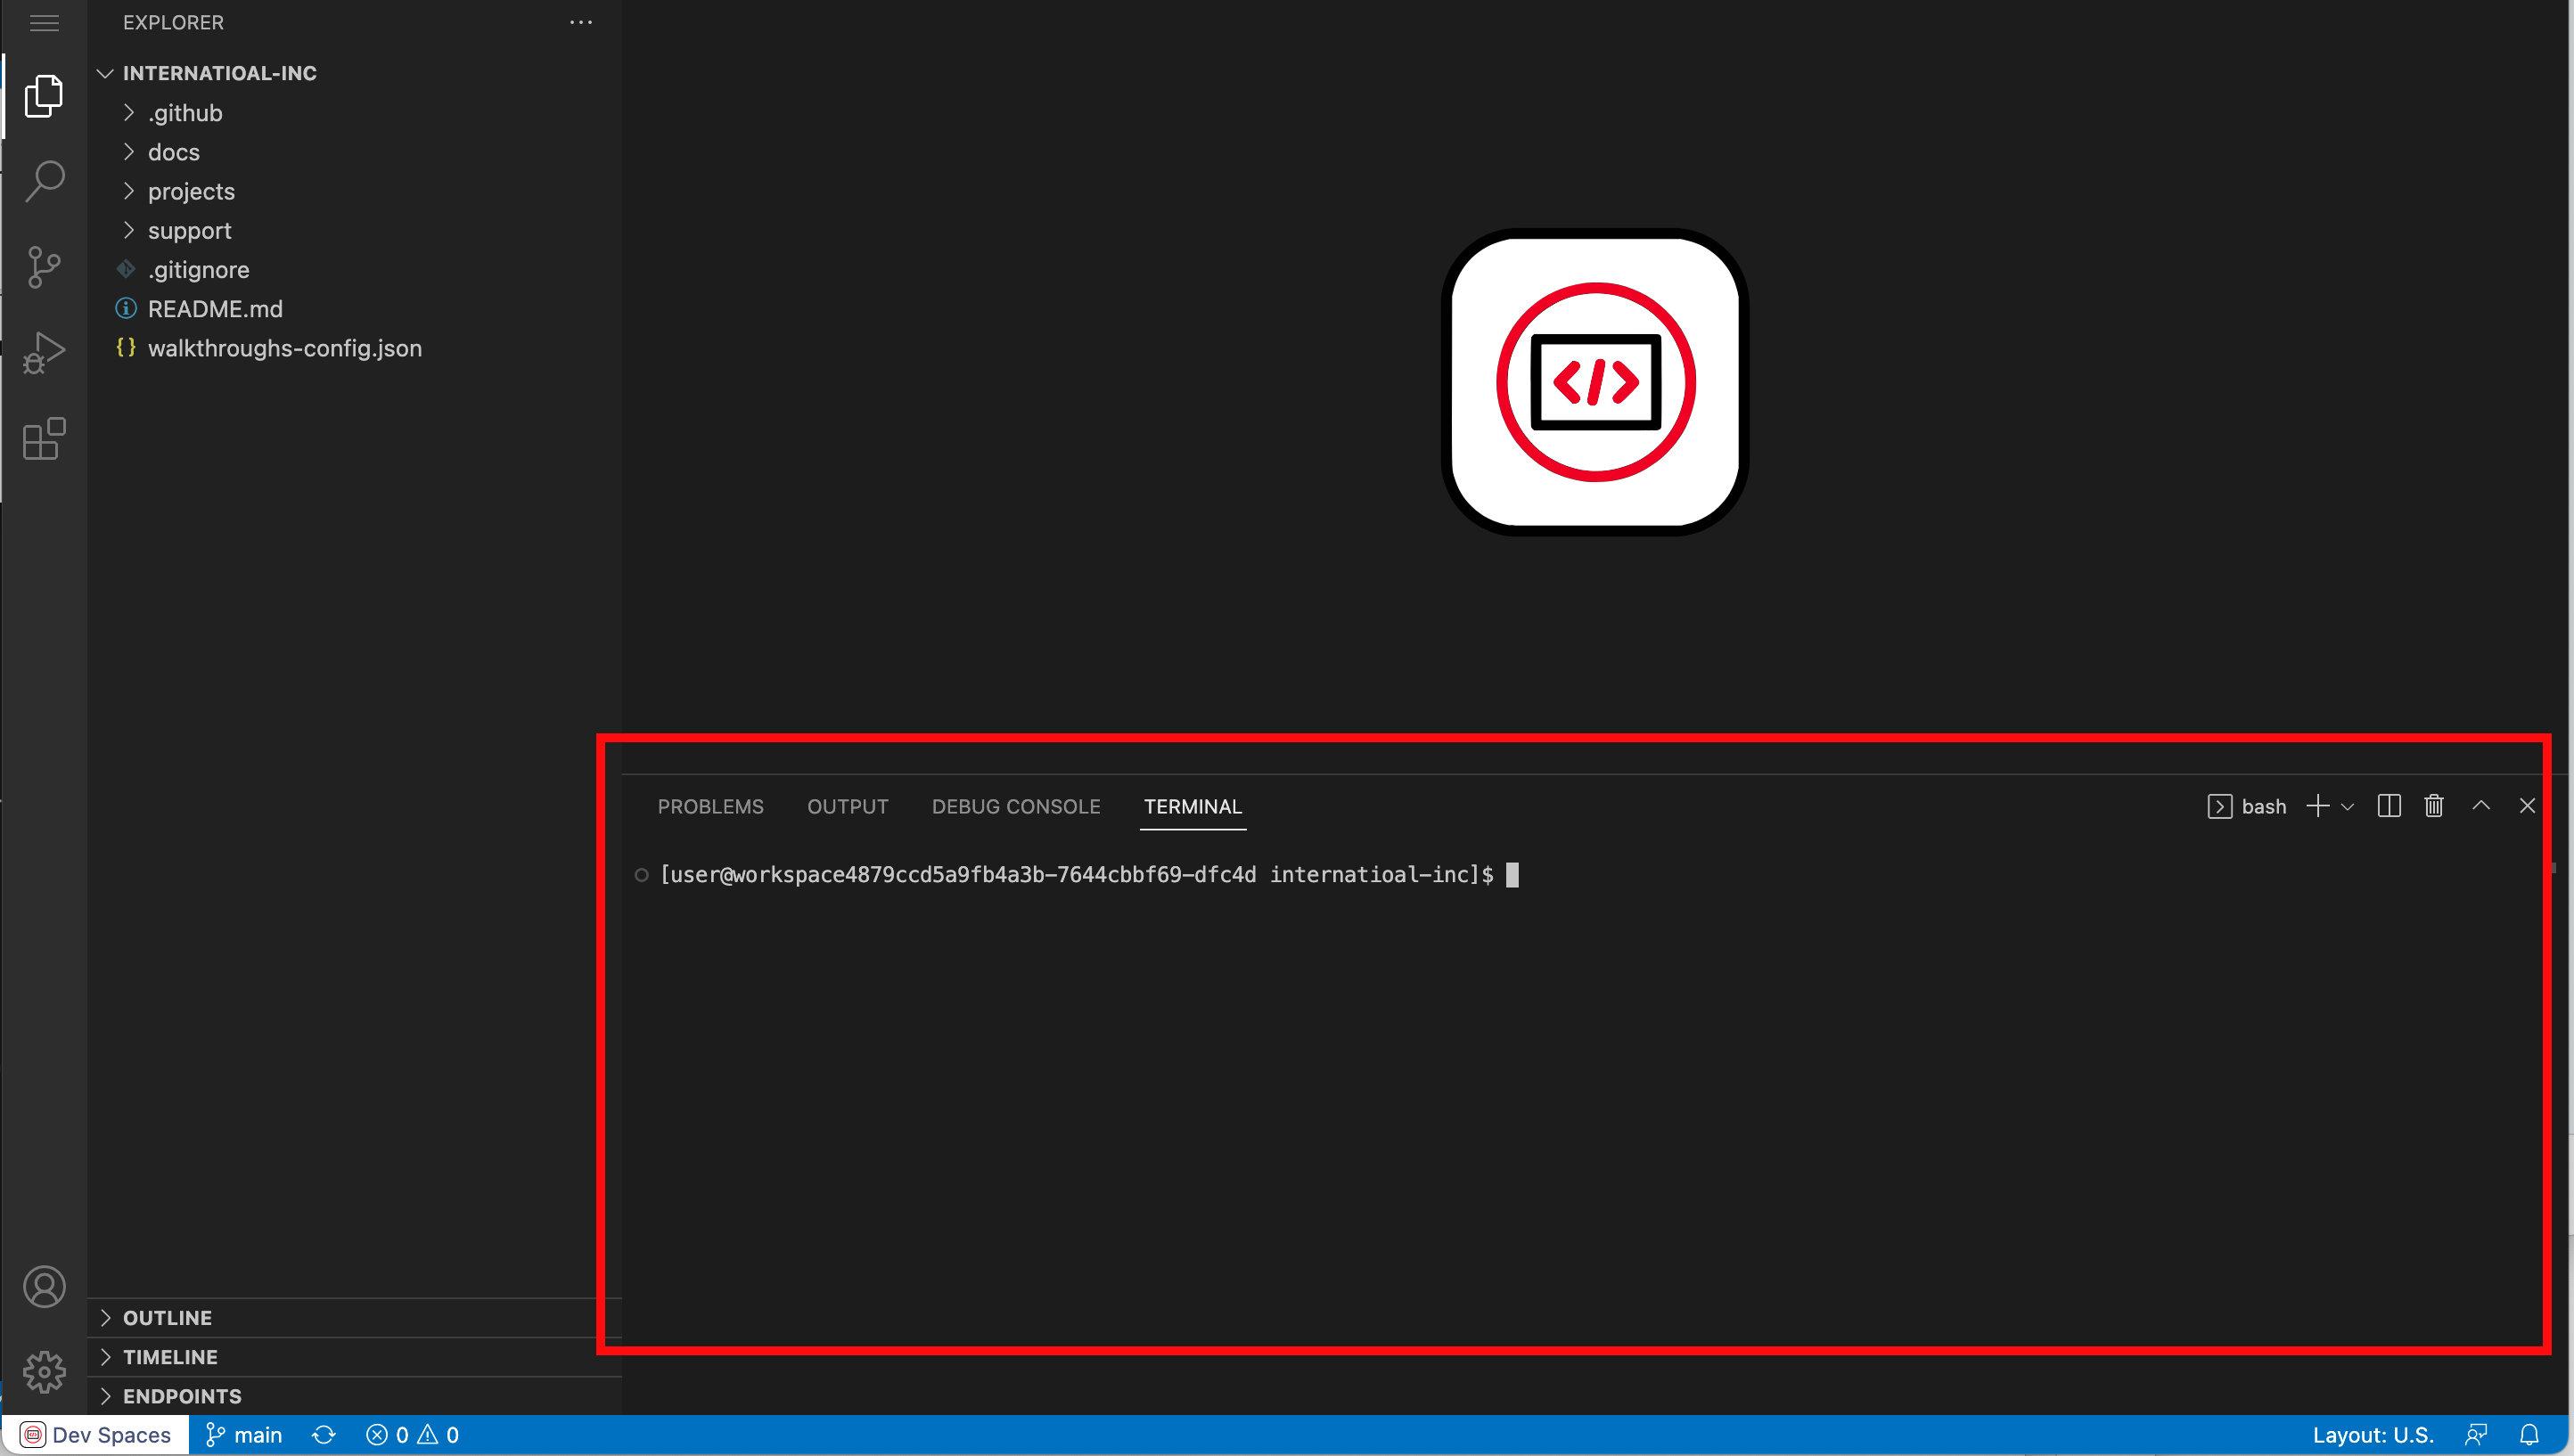 EXPLORER
INTERNATIOAL-INC
.github
docs
projects
support
.gitignore
README.md
{} walkthroughs-config.json
</>
PROBLEMS OUTPUT DEBUG CONSOLE TERMINAL bash
[user@workspace4879ccd5a9fb4a3b-7644cbbf69-dfc4d internatioal-inc]$
OUTLINE
TIMELINE
ENDPOINTS
Dev Spaces main 0 0 Layout: U.S.